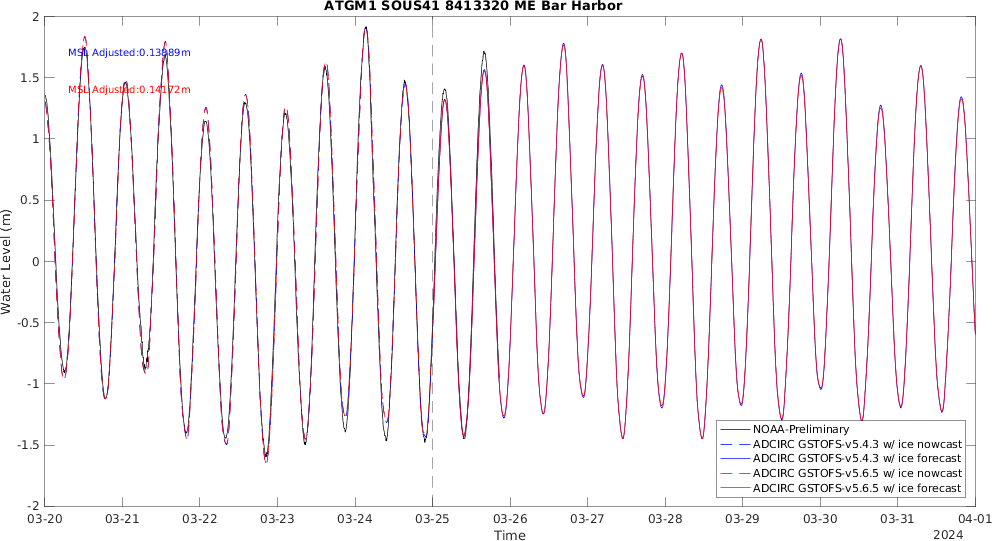 ATGM1 SOUS41 8413320 ME Bar Harbor
2
1.5
1
0.5
0
-0.5
-1
-1.5
-2
Water Level (m)
MSL Adjusted:0.13989m
MSL Adjusted:0.14172m
NOAA-Preliminary
ADCIRC GSTOFS-v5.4.3 w/ ice nowcast
ADCIRC GSTOFS-v5.4.3 w/ ice forecast
ADCIRC GSTOFS-v5.6.5 w/ ice nowcast
ADCIRC GSTOFS-v5.6.5 w/ ice forecast
03-20 03-21 03-22 03-23 03-24 03-25 03-26 03-27 03-28 03-29 03-30 03-31 04-01
Time
2024